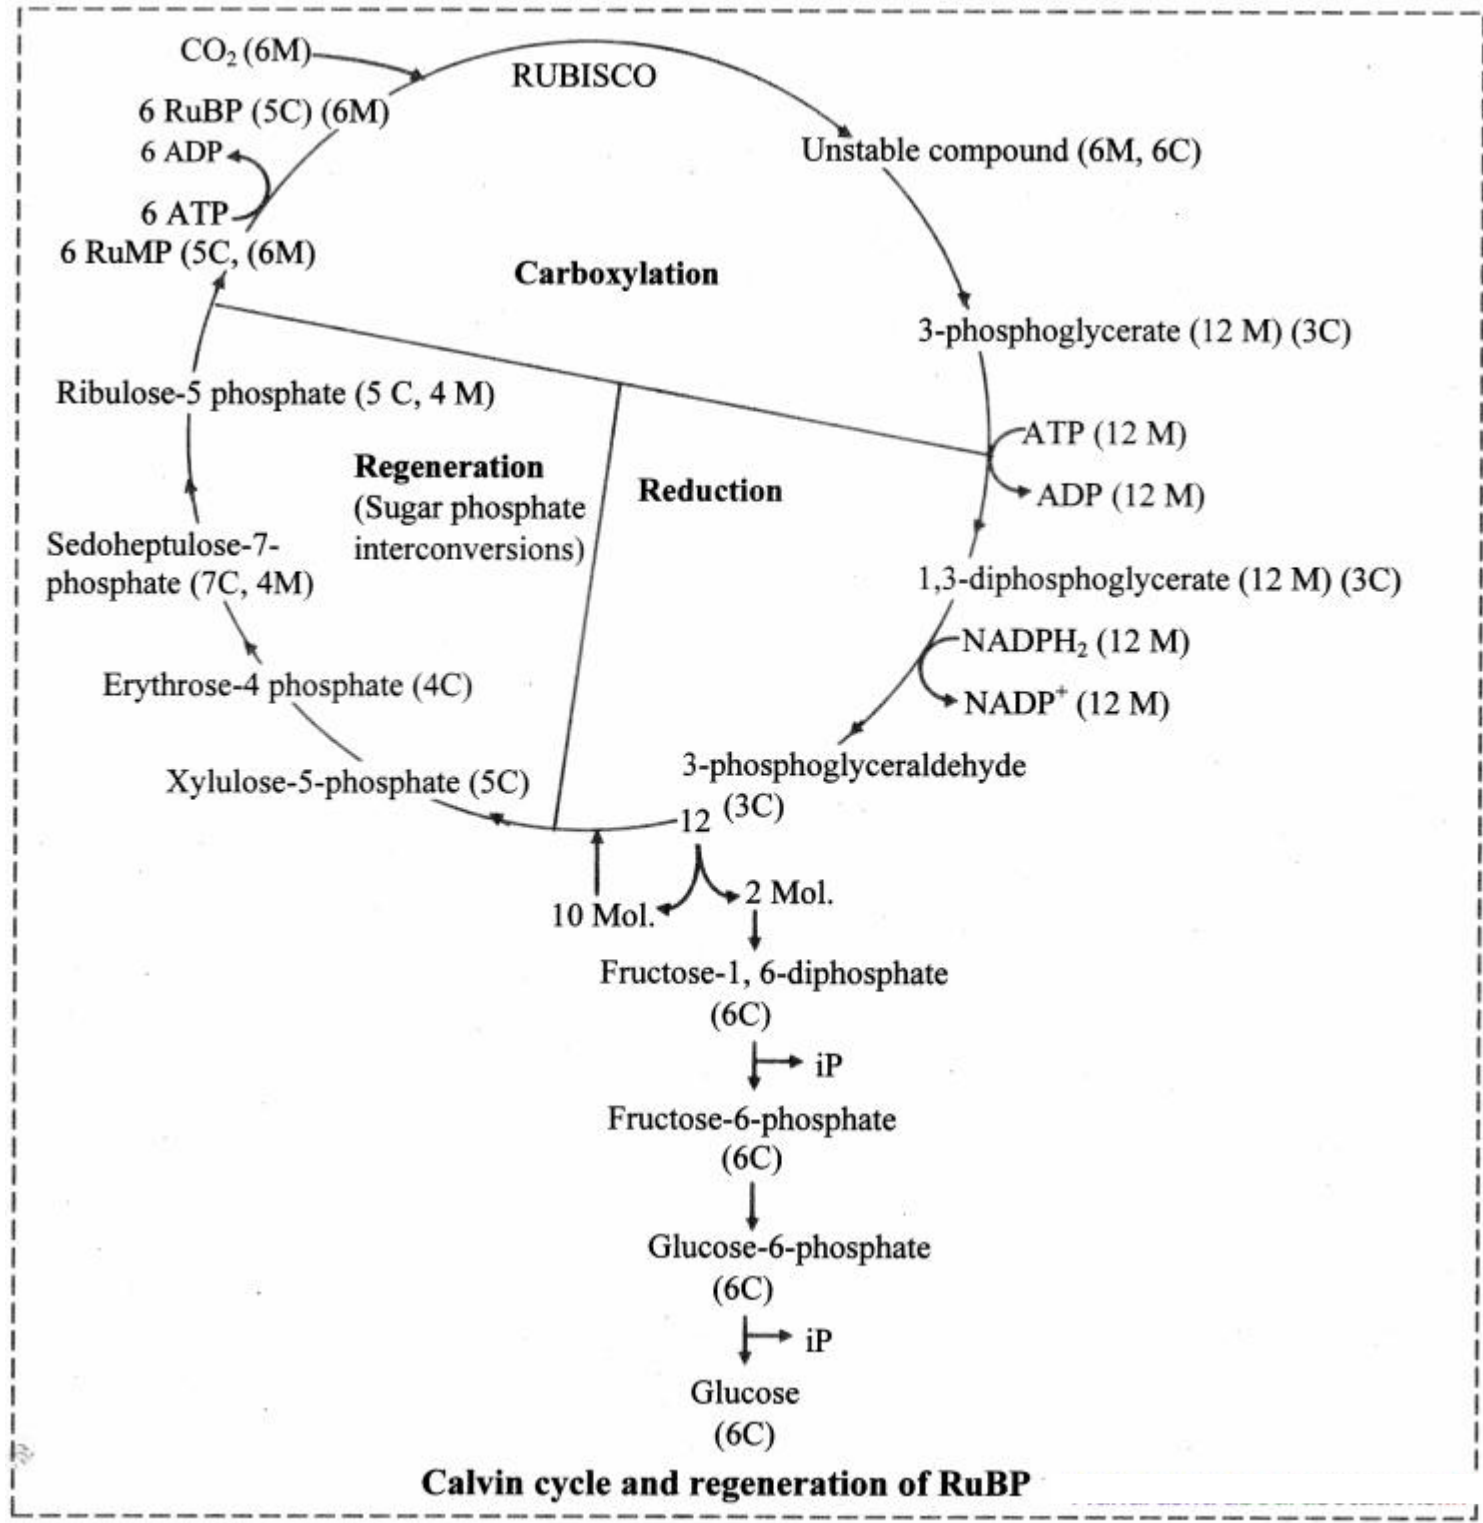 CO₂ (6M)
RUBISCO
6 RuBP (5C) (6M)
6 ADP
Unstable compound (6M, 6C)
6 ATP
6 RuMP (5C, (6M)
Carboxylation
3-phosphoglycerate (12 M) (3C)
Ribulose-5 phosphate (5 C, 4 M)
ATP (12 M)
Regeneration
(Sugar phosphate
interconversions)
Reduction
ADP (12 M)
Sedoheptulose-7-
phosphate (7C, 4M)
1,3-diphosphoglycerate (12 M) (3C)
NADPH₂ (12 M)
Erythrose-4 phosphate (4C)
NADP⁺ (12 M)
3-phosphoglyceraldehyde
(3C)
Xylulose-5-phosphate (5C)
12
2 Mol.
10 Mol.
Fructose-1, 6-diphosphate
(6C)
iP
Fructose-6-phosphate
(6C)
Glucose-6-phosphate
(6C)
iP
Glucose
(6C)
Calvin cycle and regeneration of RuBP